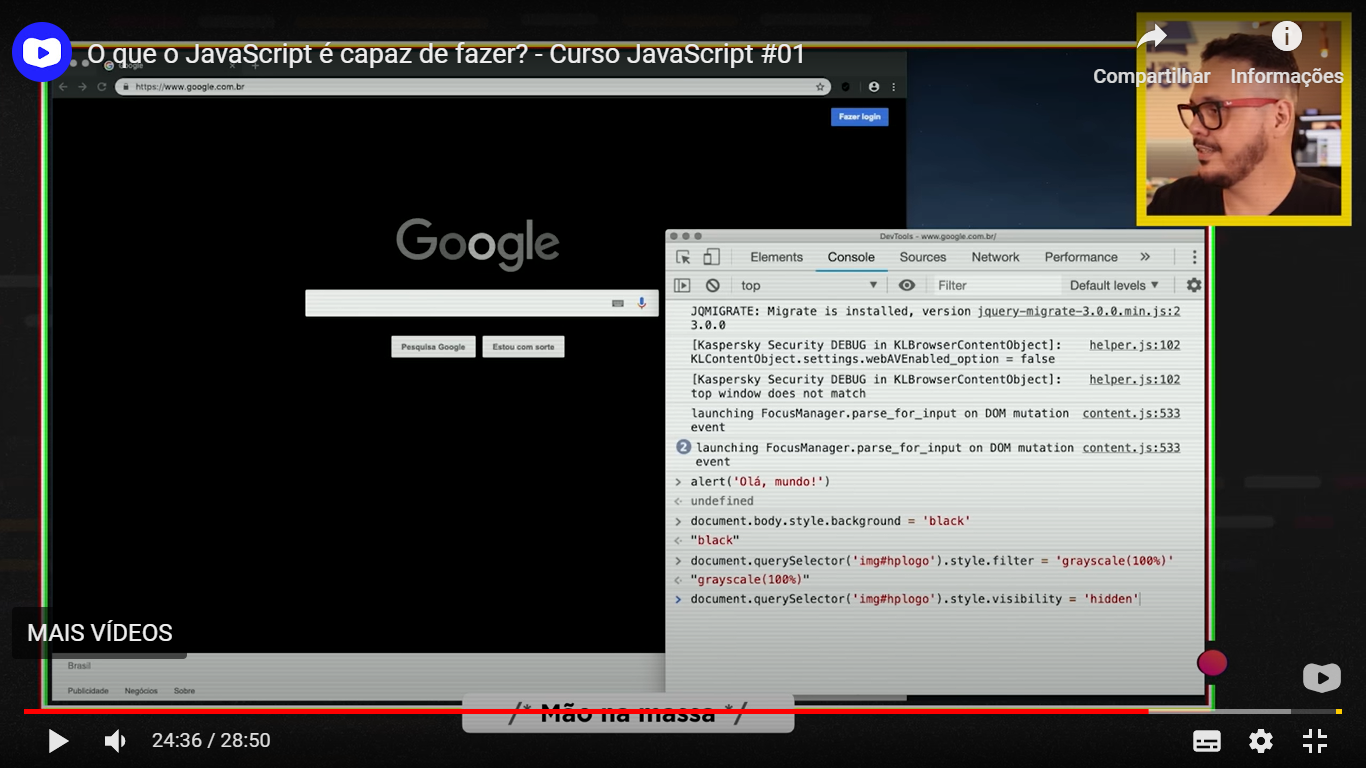 O que o JavaScript é capaz de fazer? - Curso JavaScript #01
Compartilhar
Informações
Google
https://www.google.com.br
Fazer login
Google
Pesquisa Google
Estou com sorte
DevTools - www.google.com.br/
Elements
Console
Sources
Network
Performance
»
top
Filter
Default levels
JQMIGRATE: Migrate is installed, version jquery-migrate-3.0.0.min.js:2
3.0.0
[Kaspersky Security DEBUG in KLBrowserContentObject]: helper.js:102
KLContentObject.settings.webAVEnabled_option = false
[Kaspersky Security DEBUG in KLBrowserContentObject]: helper.js:102
top window does not match
launching FocusManager.parse_for_input on DOM mutation content.js:533
event
2 launching FocusManager.parse_for_input on DOM mutation content.js:533
event
> alert('Olá, mundo!')
undefined
> document.body.style.background = 'black'
"black"
> document.querySelector('img#hplogo').style.filter = 'grayscale(100%)'
"grayscale(100%)"
> document.querySelector('img#hplogo').style.visibility = 'hidden'
MAIS VÍDEOS
Brasil
Publicidade
Negócios
Sobre
/* Mão na massa */
24:36 / 28:50